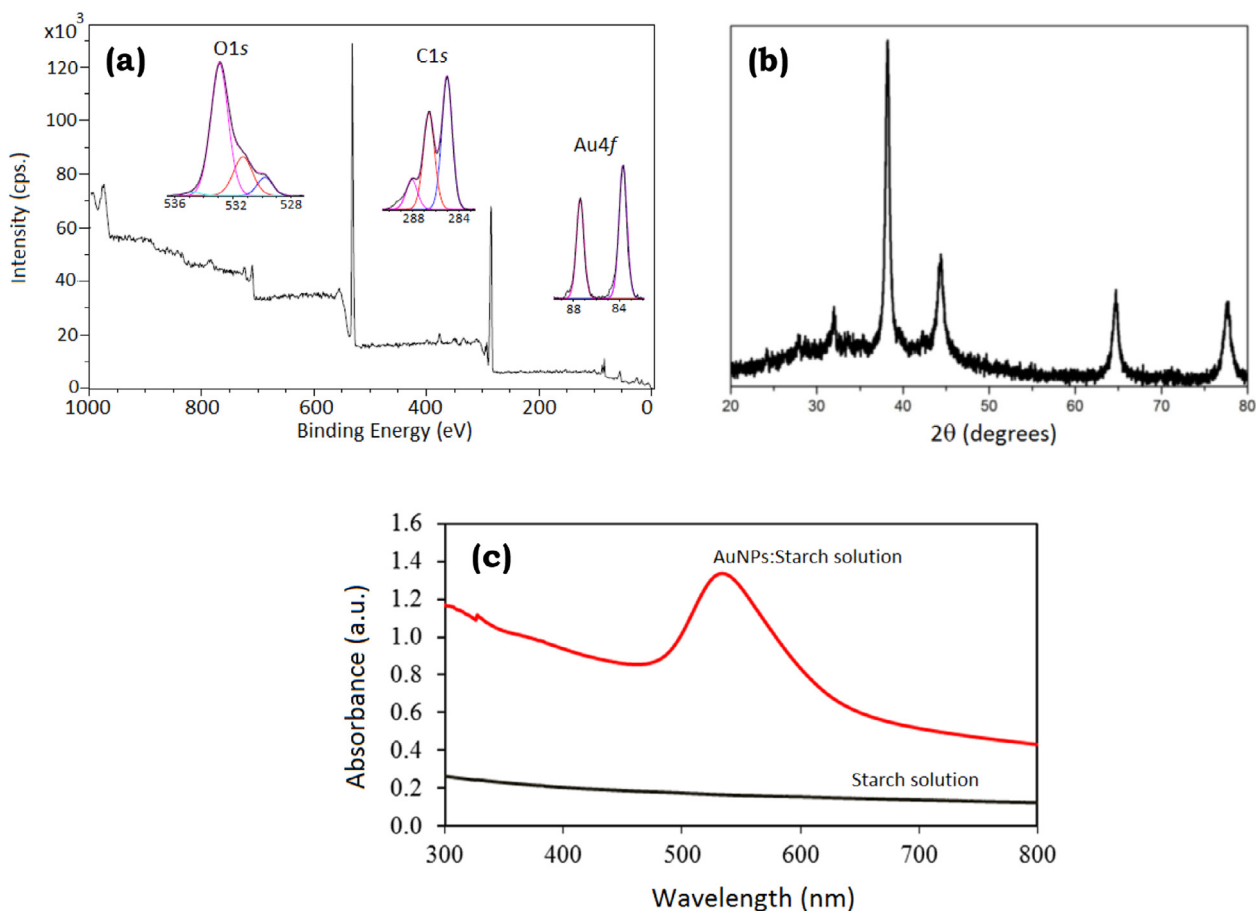 (a)
x10³
O1s
C1s
Au4f
120
100
80
60
40
20
0
536 532 528
288 284
88 84
1000 800 600 400 200 0
Intensity (cps.)
Binding Energy (eV)
(b)
20 30 40 50 60 70 80
2θ (degrees)
(c)
AuNPs:Starch solution
Starch solution
1.6
1.4
1.2
1.0
0.8
0.6
0.4
0.2
0.0
300 400 500 600 700 800
Absorbance (a.u.)
Wavelength (nm)